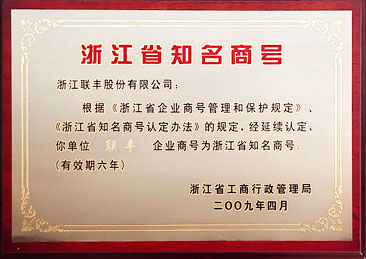 浙江省知名商号
浙江联丰股份有限公司：
根据《浙江省企业商号管理和保护规定》、
《浙江省知名商号认定办法》的规定，经延续认定，
你单位 联丰 企业商号为浙江省知名商号。
(有效期六年)
浙江省工商行政管理局
二〇〇九年四月